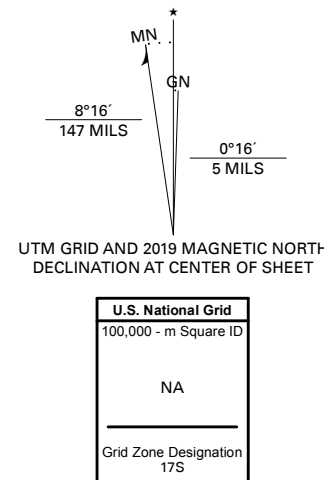 ★
MN
GN
8°16´
147 MILS
0°16´
5 MILS
UTM GRID AND 2019 MAGNETIC NORTH
DECLINATION AT CENTER OF SHEET
U.S. National Grid
100,000 - m Square ID
NA
Grid Zone Designation
17S